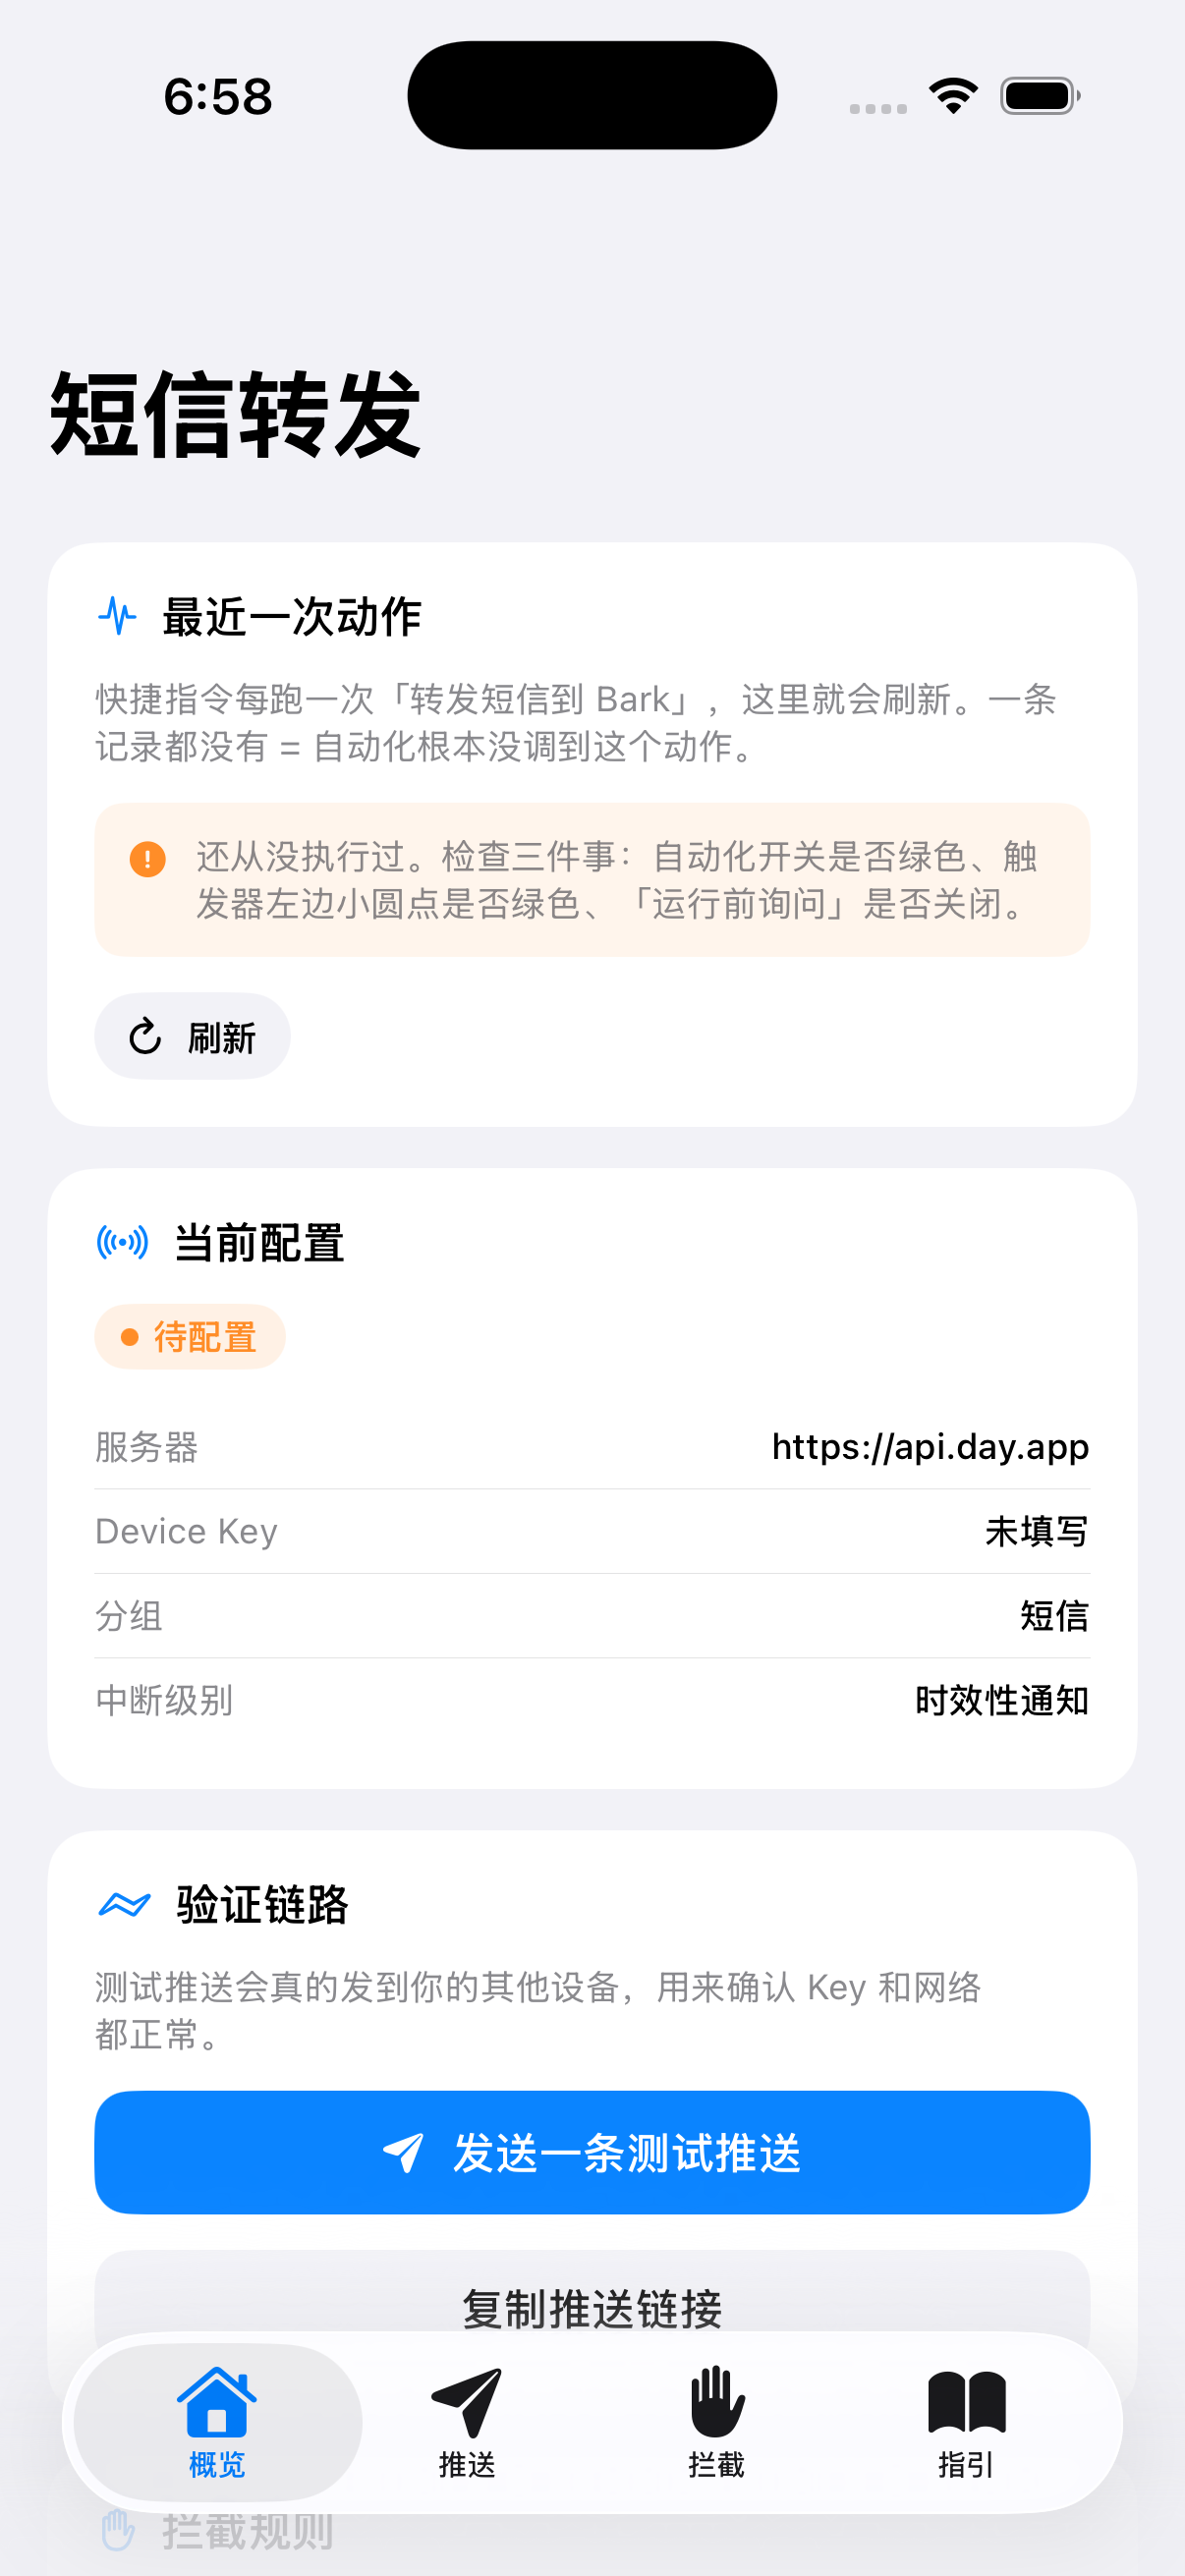 6:58
短信转发
最近一次动作
快捷指令每跑一次「转发短信到 Bark」，这里就会刷新。一条
记录都没有 = 自动化根本没调到这个动作。
还从没执行过。检查三件事：自动化开关是否绿色、触
发器左边小圆点是否绿色、「运行前询问」是否关闭。
刷新
当前配置
待配置
服务器 https://api.day.app
Device Key 未填写
分组 短信
中断级别 时效性通知
验证链路
测试推送会真的发到你的其他设备，用来确认 Key 和网络
都正常。
发送一条测试推送
复制推送链接
概览 推送 拦截 指引
拦截规则